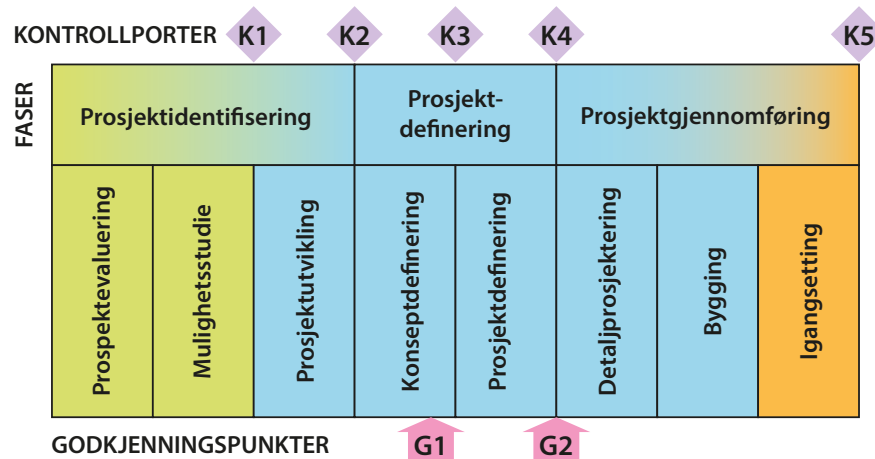 KONTROLLPORTER K1 K2 K3 K4 K5
FASER
Prosjektidentifisering
Prosjekt-
definering
Prosjektgjennomføring
Prospektevaluering
Mulighetsstudie
Prosjektutvikling
Konseptdefinering
Prosjektdefinering
Detaljprosjektering
Bygging
Igangsetting
GODKJENNINGSPUNKTER G1 G2